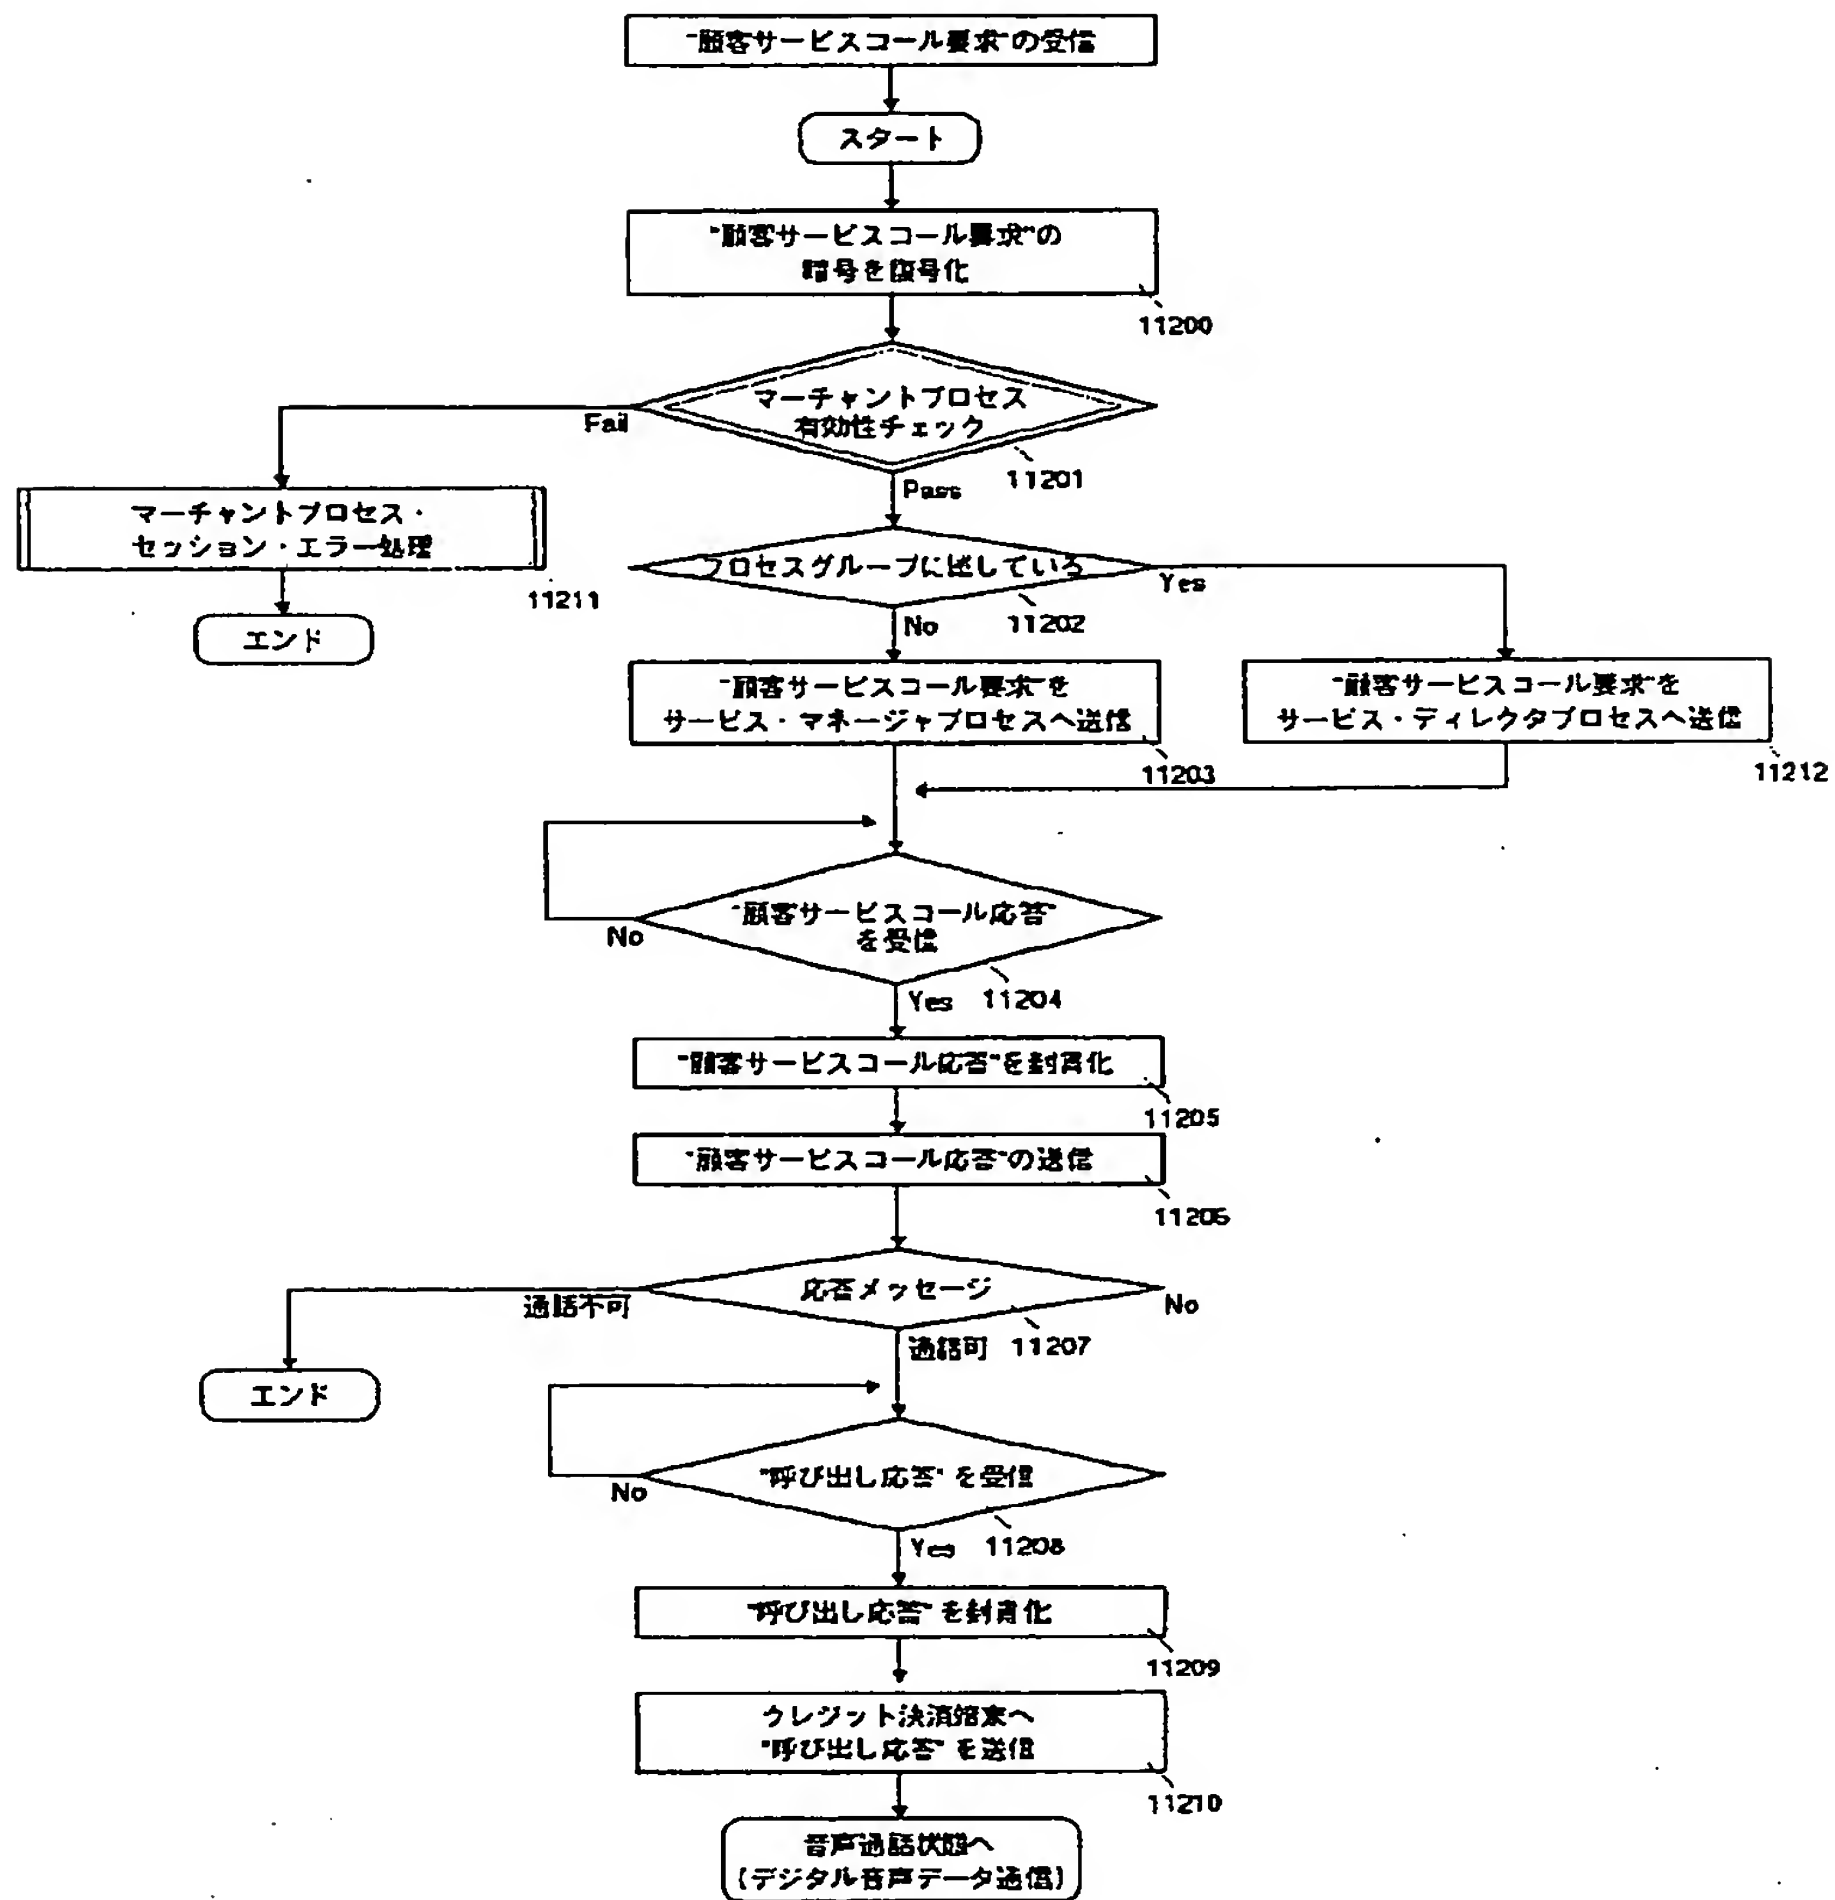 "顧客サービスコール要求"の受信
スタート
"顧客サービスコール要求"の
暗号を復号化
11200
マーチャントプロセス
有効性チェック
11201
Fail
Pass
マーチャントプロセス・
セッション・エラー処理
11211
エンド
プロセスグループに属している
11202
Yes
No
"顧客サービスコール要求"を
サービス・マネージャプロセスへ送信
11203
"顧客サービスコール要求"を
サービス・ディレクタプロセスへ送信
11212
"顧客サービスコール応答"
を受信
No
Yes
11204
"顧客サービスコール応答"を封書化
11205
"顧客サービスコール応答"の送信
11206
応答メッセージ
通話不可
No
通話可
11207
エンド
"呼び出し応答"を受信
No
Yes
11208
"呼び出し応答"を封書化
11209
クレジット決済端末へ
"呼び出し応答"を送信
11210
音声通話状態へ
(デジタル音声データ通信)